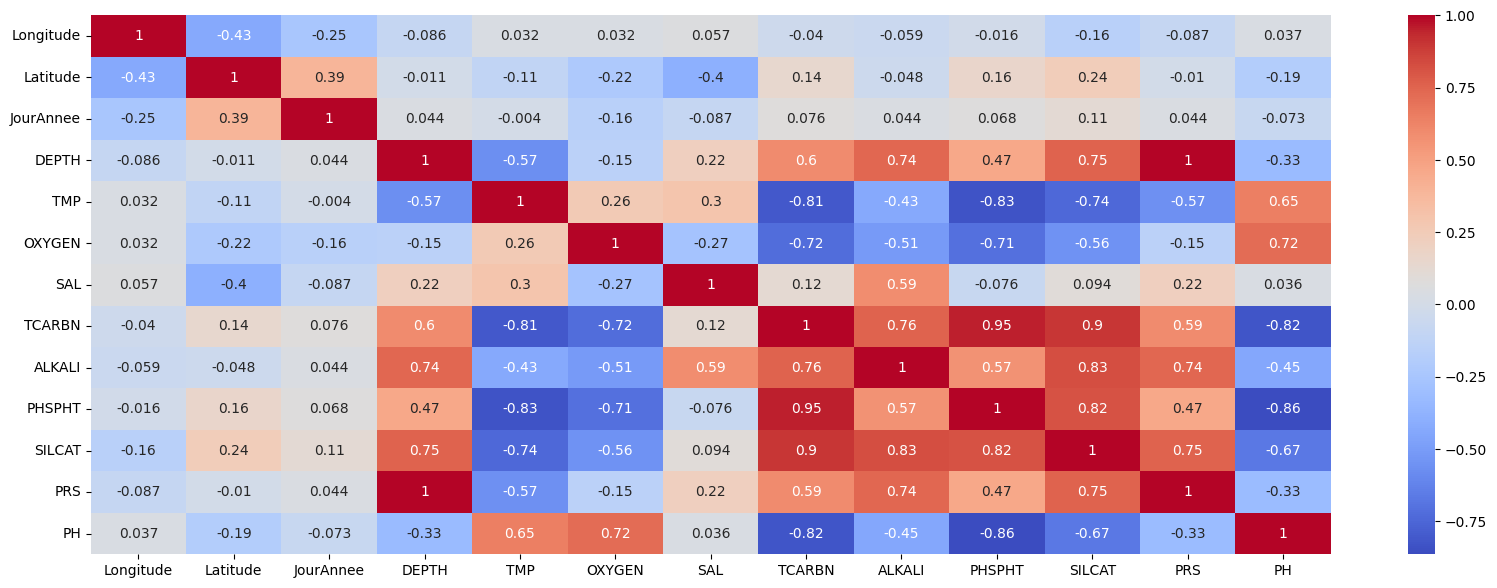 Longitude 1 -0.43 -0.25 -0.086 0.032 0.032 0.057 -0.04 -0.059 -0.016 -0.16 -0.087 0.037
Latitude -0.43 1 0.39 -0.011 -0.11 -0.22 -0.4 0.14 -0.048 0.16 0.24 -0.01 -0.19
JourAnnee -0.25 0.39 1 0.044 -0.004 -0.16 -0.087 0.076 0.044 0.068 0.11 0.044 -0.073
DEPTH -0.086 -0.011 0.044 1 -0.57 -0.15 0.22 0.6 0.74 0.47 0.75 1 -0.33
TMP 0.032 -0.11 -0.004 -0.57 1 0.26 0.3 -0.81 -0.43 -0.83 -0.74 -0.57 0.65
OXYGEN 0.032 -0.22 -0.16 -0.15 0.26 1 -0.27 -0.72 -0.51 -0.71 -0.56 -0.15 0.72
SAL 0.057 -0.4 -0.087 0.22 0.3 -0.27 1 0.12 0.59 -0.076 0.094 0.22 0.036
TCARBN -0.04 0.14 0.076 0.6 -0.81 -0.72 0.12 1 0.76 0.95 0.9 0.59 -0.82
ALKALI -0.059 -0.048 0.044 0.74 -0.43 -0.51 0.59 0.76 1 0.57 0.83 0.74 -0.45
PHSPHT -0.016 0.16 0.068 0.47 -0.83 -0.71 -0.076 0.95 0.57 1 0.82 0.47 -0.86
SILCAT -0.16 0.24 0.11 0.75 -0.74 -0.56 0.094 0.9 0.83 0.82 1 0.75 -0.67
PRS -0.087 -0.01 0.044 1 -0.57 -0.15 0.22 0.59 0.74 0.47 0.75 1 -0.33
PH 0.037 -0.19 -0.073 -0.33 0.65 0.72 0.036 -0.82 -0.45 -0.86 -0.67 -0.33 1
Longitude Latitude JourAnnee DEPTH TMP OXYGEN SAL TCARBN ALKALI PHSPHT SILCAT PRS PH
1.00
0.75
0.50
0.25
0.00
−0.25
−0.50
−0.75